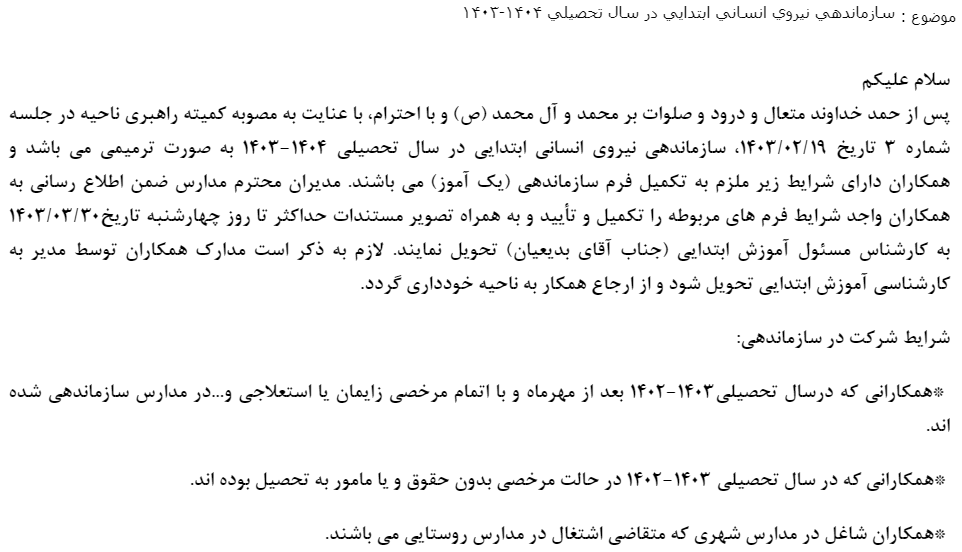 موضوع : سازماندهي نيروي انساني ابتدايي در سال تحصيلي ۱۴۰۴-۱۴۰۳
سلام علیکم
پس از حمد خداوند متعال و درود و صلوات بر محمد و آل محمد (ص) و با احترام، با عنایت به مصوبه کمیته راهبری ناحیه در جلسه
شماره ۳ تاریخ ۱۴۰۳/۰۲/۱۹، سازماندهی نیروی انسانی ابتدایی در سال تحصیلی ۱۴۰۴-۱۴۰۳ به صورت ترمیمی می باشد و
همکاران دارای شرایط زیر ملزم به تکمیل فرم سازماندهی (یک آموز) می باشند. مدیران محترم مدارس ضمن اطلاع رسانی به
همکاران واجد شرایط فرم های مربوطه را تکمیل و تأیید و به همراه تصویر مستندات حداکثر تا روز چهارشنبه تاریخ۱۴۰۳/۰۳/۳۰
به کارشناس مسئول آموزش ابتدایی (جناب آقای بدیعیان) تحویل نمایند. لازم به ذکر است مدارک همکاران توسط مدیر به
کارشناسی آموزش ابتدایی تحویل شود و از ارجاع همکار به ناحیه خودداری گردد.
شرایط شرکت در سازماندهی:
*همکارانی که درسال تحصیلی۱۴۰۳-۱۴۰۲ بعد از مهرماه و با اتمام مرخصی زایمان یا استعلاجی و...در مدارس سازماندهی شده
اند.
*همکارانی که در سال تحصیلی ۱۴۰۳-۱۴۰۲ در حالت مرخصی بدون حقوق و یا مامور به تحصیل بوده اند.
*همکاران شاغل در مدارس شهری که متقاضی اشتغال در مدارس روستایی می باشند.